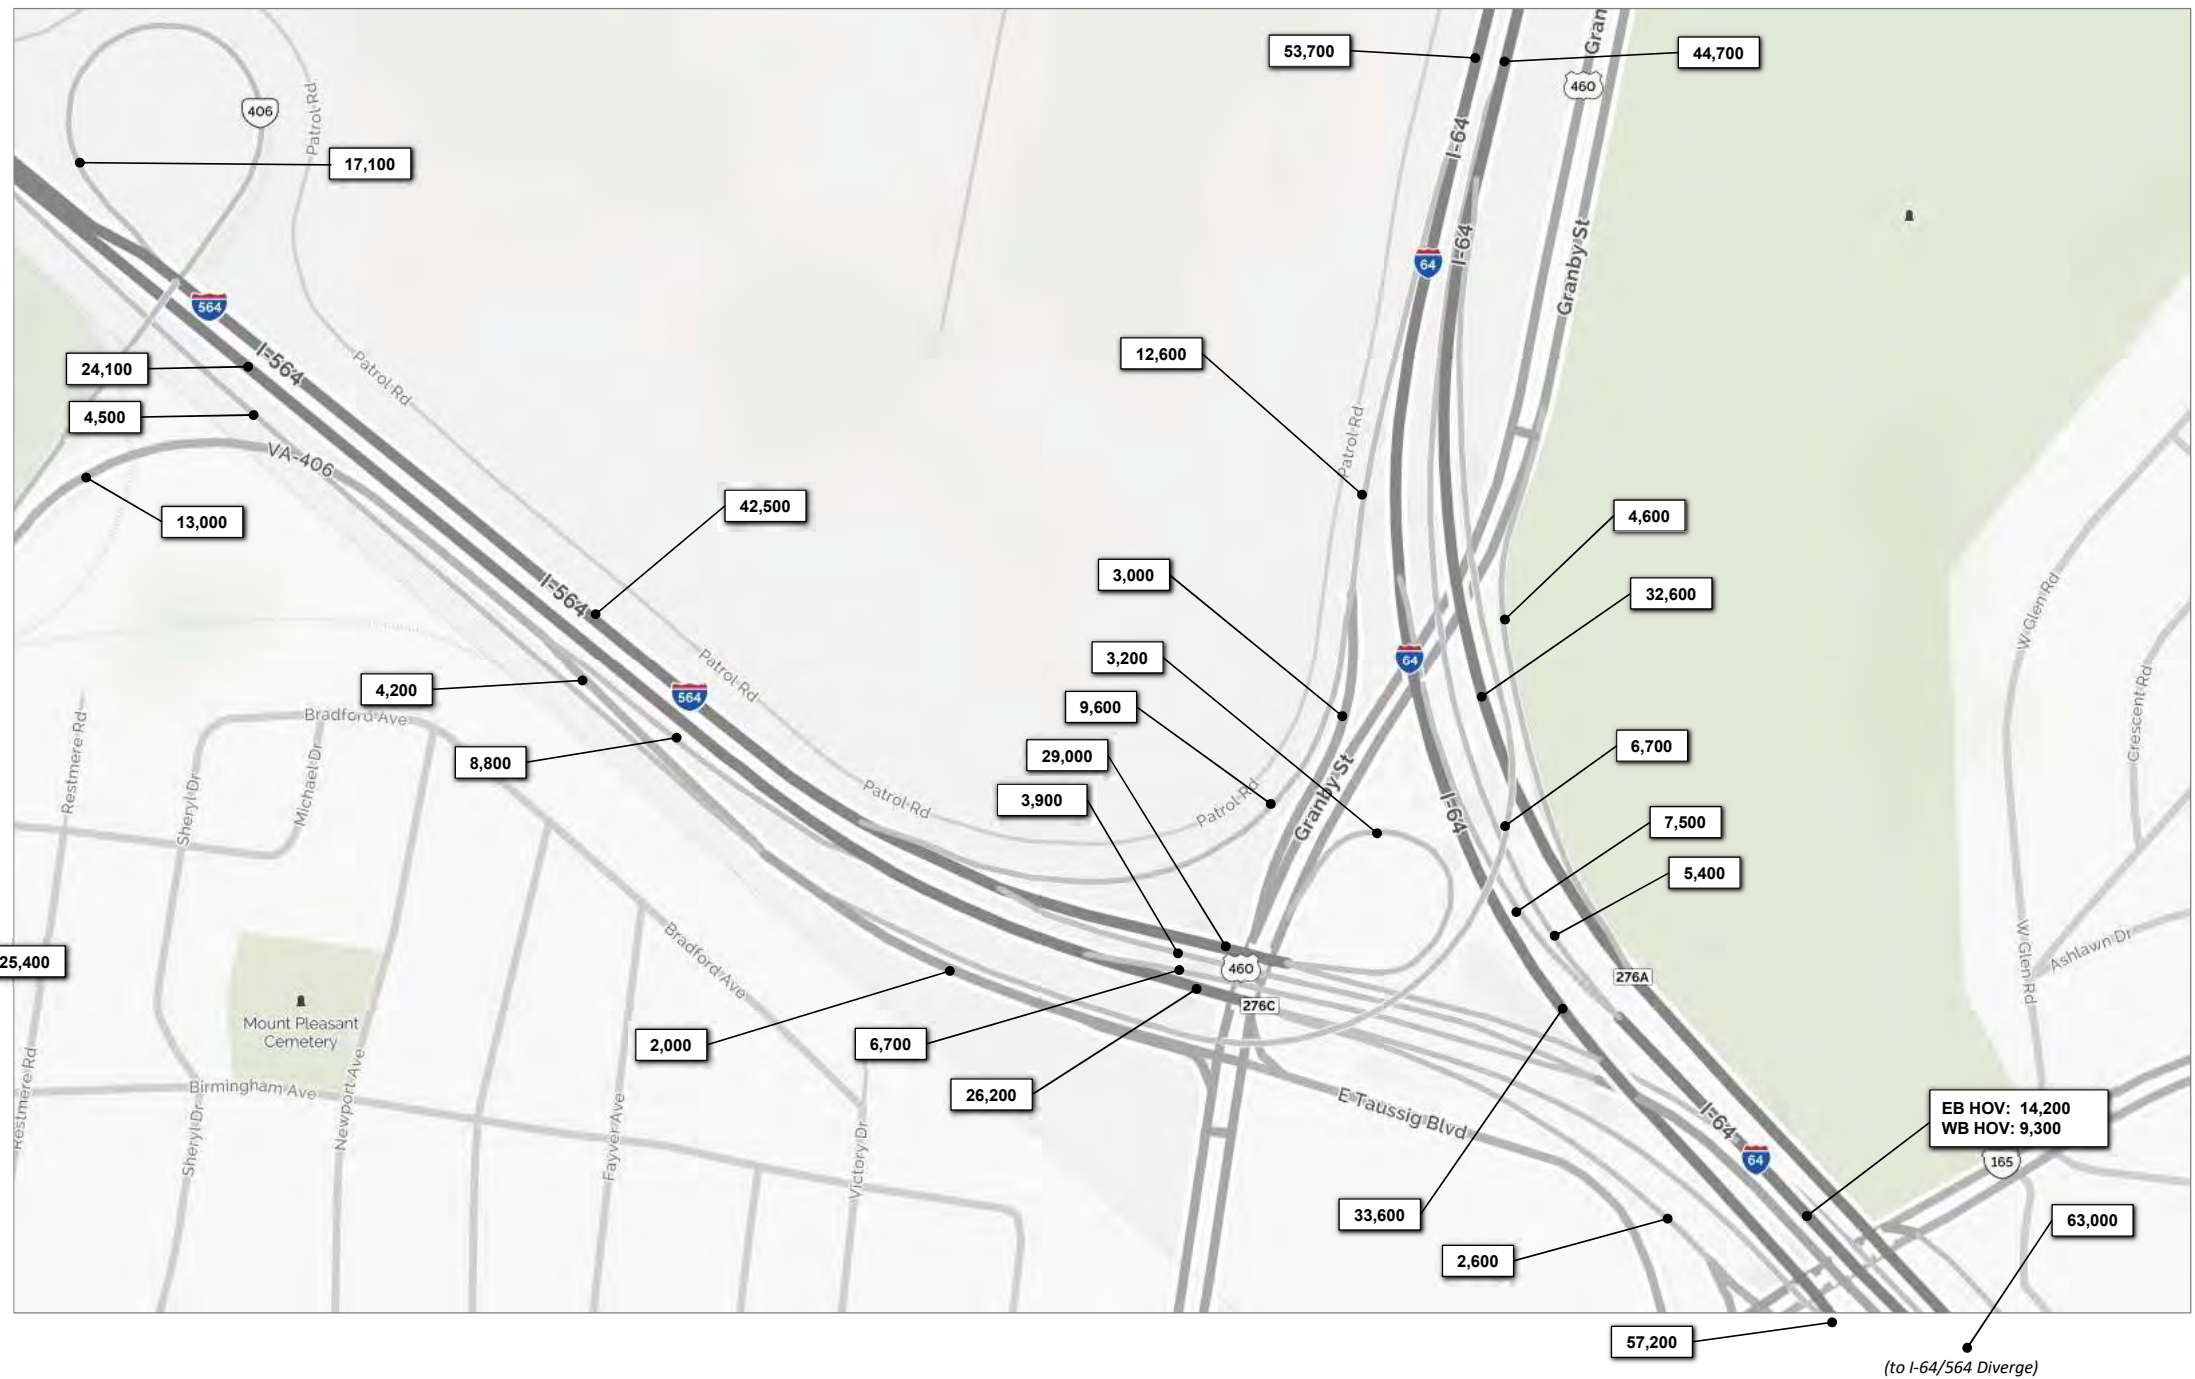 Gran
53,700
44,700
460
406
Patrol Rd
I-64
17,100
Granby St
I-64
64
564
12,600
I-564
24,100
Patrol Rd
4,500
Patrol Rd
VA-406
42,500
13,000
4,600
3,000
I-564
32,600
W Glen Rd
3,200
64
Patrol Rd
4,200
564
9,600
Crescent Rd
Bradford Ave
Restmere Rd
29,000
6,700
8,800
Michael Dr
Sheryl Dr
3,900
Patrol Rd
Patrol Rd
Granby St
I-64
7,500
5,400
25,400
Bradford Ave
460
276A
W Glen Rd
Ashlawn Dr
276C
Mount Pleasant
Cemetery
2,000
6,700
26,200
Restmere Rd
Birmingham Ave
Sheryl Dr
Newport Ave
Fayver Ave
Victory Dr
E Taussig Blvd
I-64
EB HOV: 14,200
WB HOV: 9,300
64
165
33,600
63,000
2,600
57,200
(to I-64/564 Diverge)